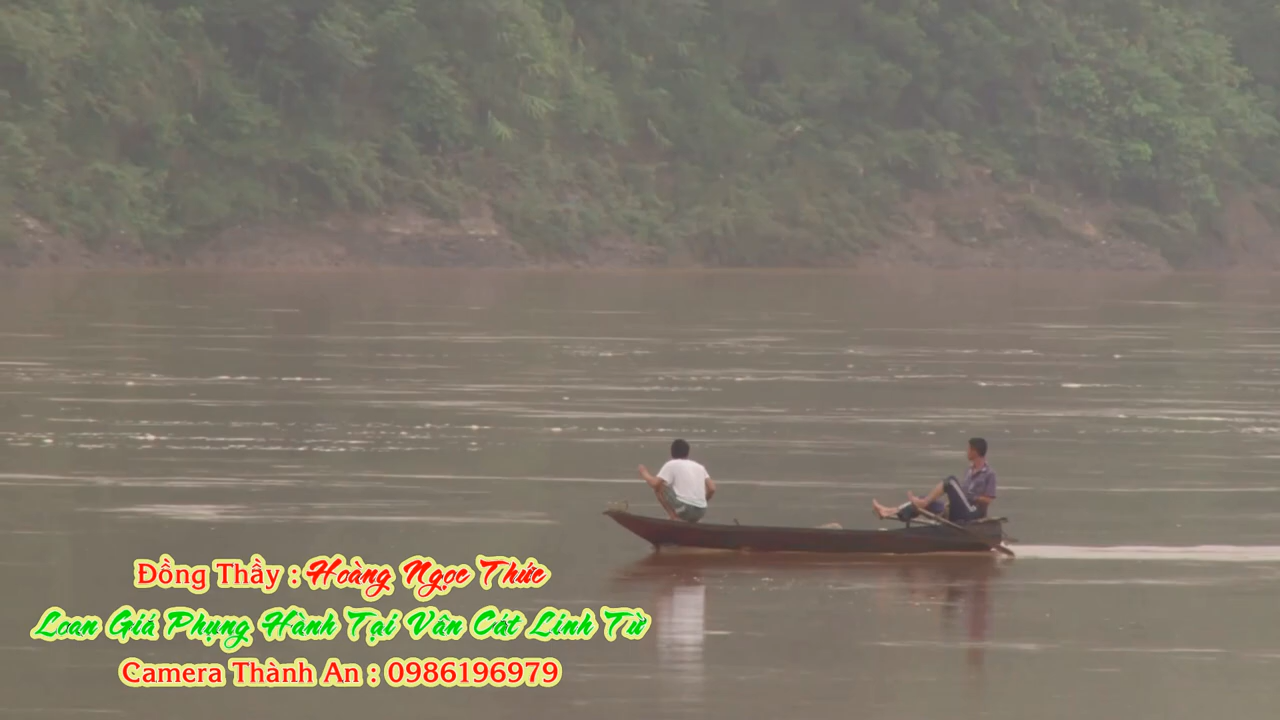 Đồng Thầy : Hoàng Ngọc Thức
Loan Giá Phụng Hành Tại Vân Cát Linh Từ
Camera Thành An : 0986196979